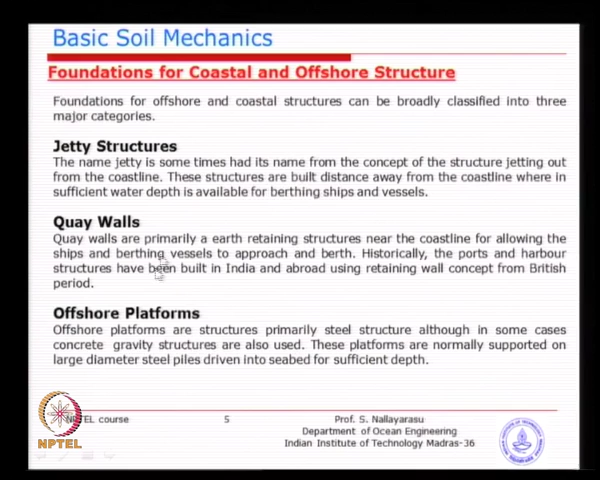 Basic Soil Mechanics
Foundations for Coastal and Offshore Structure
Foundations for offshore and coastal structures can be broadly classified into three
major categories.
Jetty Structures
The name jetty is some times had its name from the concept of the structure jetting out
from the coastline. These structures are built distance away from the coastline where in
sufficient water depth is available for berthing ships and vessels.
Quay Walls
Quay walls are primarily a earth retaining structures near the coastline for allowing the
ships and berthing vessels to approach and berth. Historically, the ports and harbour
structures have been built in India and abroad using retaining wall concept from British
period.
Offshore Platforms
Offshore platforms are structures primarily steel structure although in some cases
concrete gravity structures are also used. These platforms are normally supported on
large diameter steel piles driven into seabed for sufficient depth.
NPTEL course
5
Prof. S. Nallayarasu
Department of Ocean Engineering
Indian Institute of Technology Madras-36
NPTEL